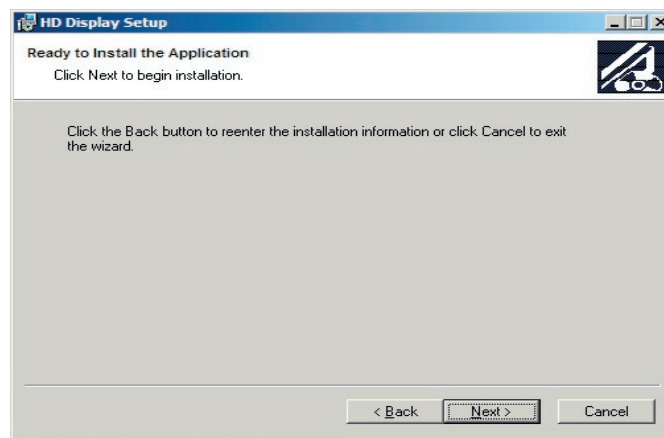 HD Display Setup
Ready to Install the Application
Click Next to begin installation.
Click the Back button to reenter the installation information or click Cancel to exit
the wizard.
< Back
Next >
Cancel